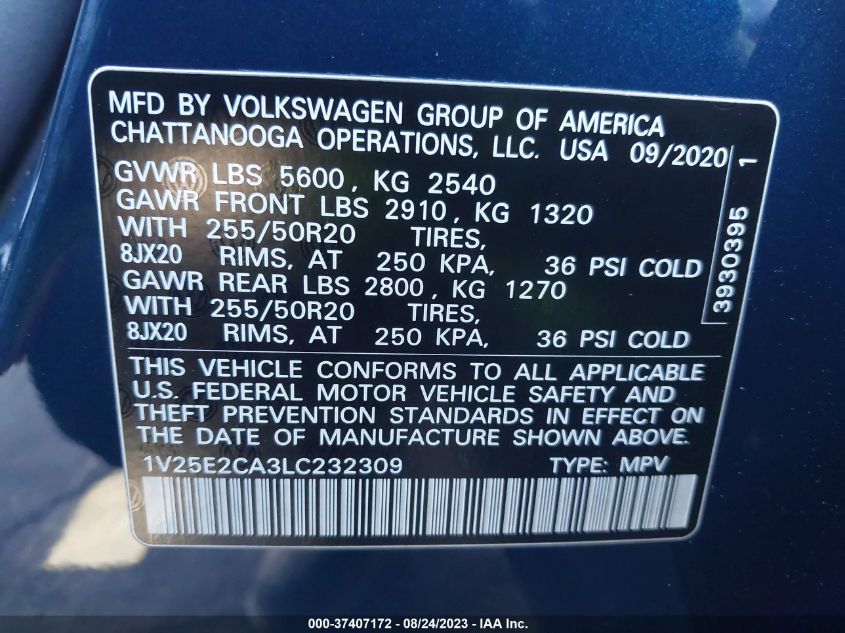 MFD BY VOLKSWAGEN GROUP OF AMERICA
CHATTANOOGA OPERATIONS, LLC. USA 09/2020
GVWR LBS 5600, KG 2540
GAWR FRONT LBS 2910, KG 1320
WITH 255/50R20 TIRES,
8JX20 RIMS, AT 250 KPA, 36 PSI COLD
GAWR REAR LBS 2800, KG 1270
WITH 255/50R20 TIRES,
8JX20 RIMS, AT 250 KPA, 36 PSI COLD
THIS VEHICLE CONFORMS TO ALL APPLICABLE
U.S. FEDERAL MOTOR VEHICLE SAFETY AND
THEFT PREVENTION STANDARDS IN EFFECT ON
THE DATE OF MANUFACTURE SHOWN ABOVE.
1V25E2CA3LC232309 TYPE: MPV
3930395 1
000-37407172 - 08/24/2023 - IAA Inc.